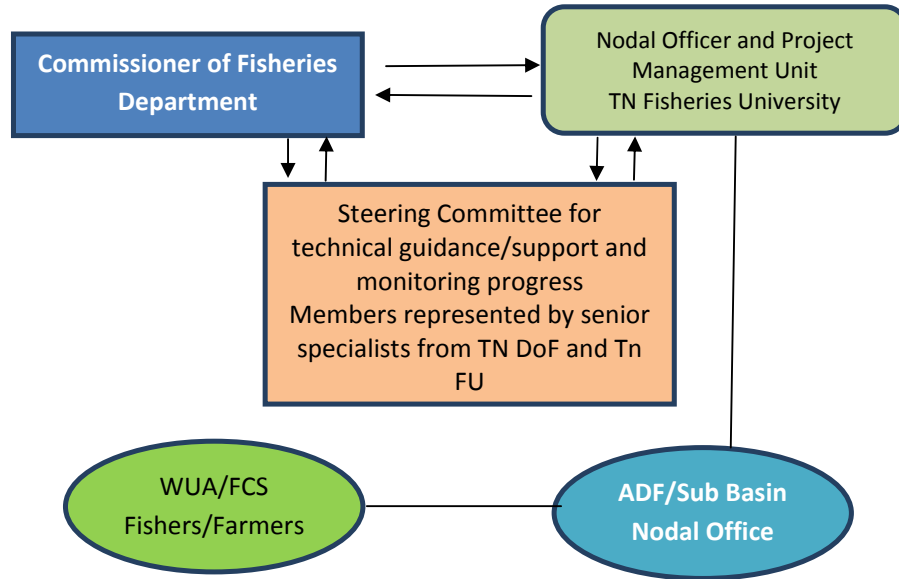 Commissioner of Fisheries
Department
Nodal Officer and Project
Management Unit
TN Fisheries University
Steering Committee for
technical guidance/support and
monitoring progress
Members represented by senior
specialists from TN DoF and Tn
FU
WUA/FCS
Fishers/Farmers
ADF/Sub Basin
Nodal Office